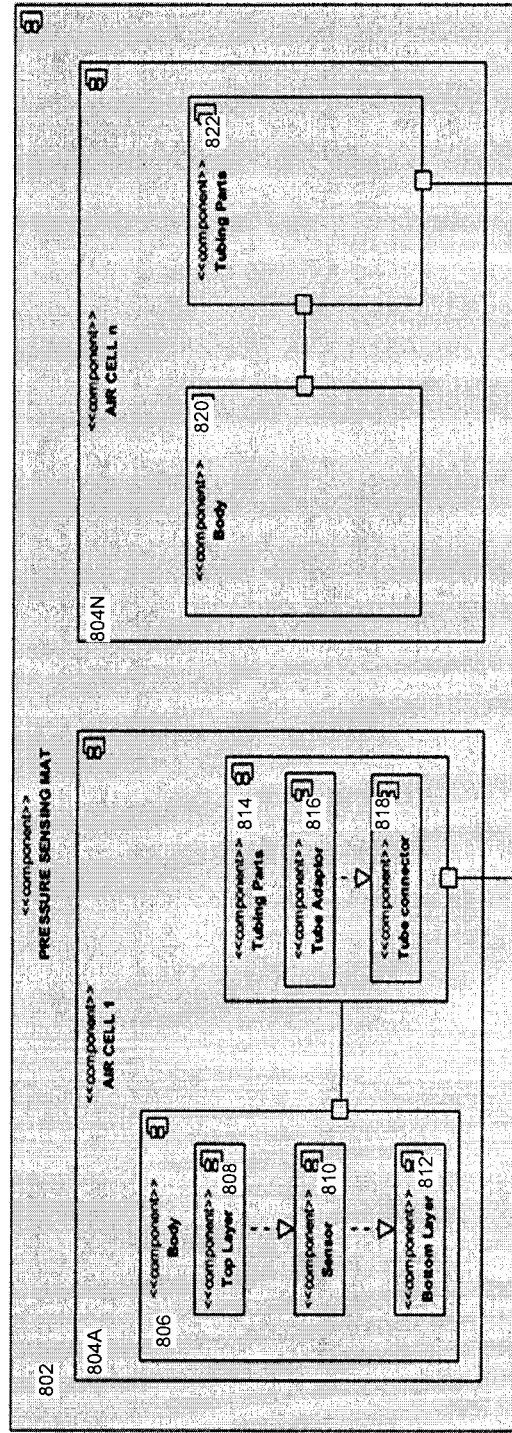 802
<<component>>
PRESSURE SENSING MAT
804A
<<component>>
AIR CELL 1
806
<<component>>
Body
<<component>>
Top Layer 808
<<component>>
Sensor 810
<<component>>
Bottom Layer 812
<<component>>
Tubing Parts 814
<<component>>
Tube Adaptor 816
<<component>>
Tube connector 818
804N
<<component>>
AIR CELL n
<<component>>
Body 820
<<component>>
Tubing Parts 822